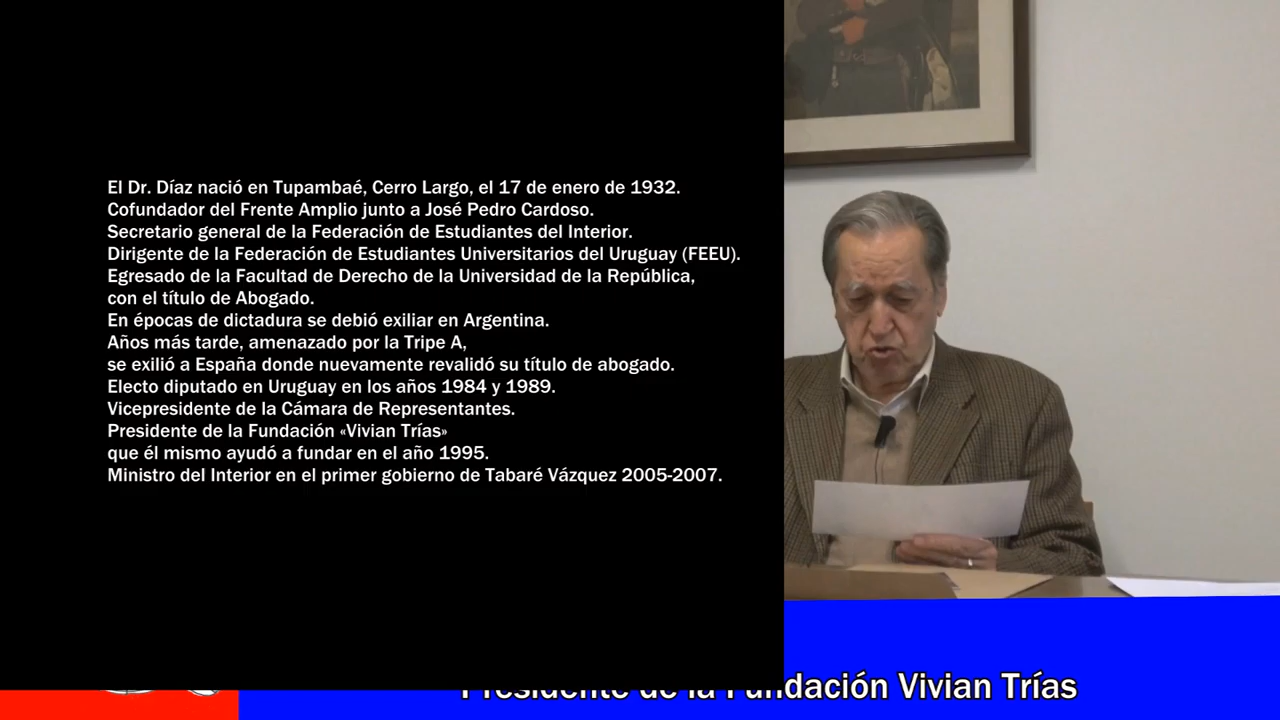 El Dr. Díaz nació en Tupambaé, Cerro Largo, el 17 de enero de 1932.
Cofundador del Frente Amplio junto a José Pedro Cardoso.
Secretario general de la Federación de Estudiantes del Interior.
Dirigente de la Federación de Estudiantes Universitarios del Uruguay (FEEU).
Egresado de la Facultad de Derecho de la Universidad de la República,
con el título de Abogado.
En épocas de dictadura se debió exiliar en Argentina.
Años más tarde, amenazado por la Tripe A,
se exilió a España donde nuevamente revalidó su título de abogado.
Electo diputado en Uruguay en los años 1984 y 1989.
Vicepresidente de la Cámara de Representantes.
Presidente de la Fundación «Vivian Trías»
que él mismo ayudó a fundar en el año 1995.
Ministro del Interior en el primer gobierno de Tabaré Vázquez 2005-2007.
Presidente de la Fundación Vivian Trías